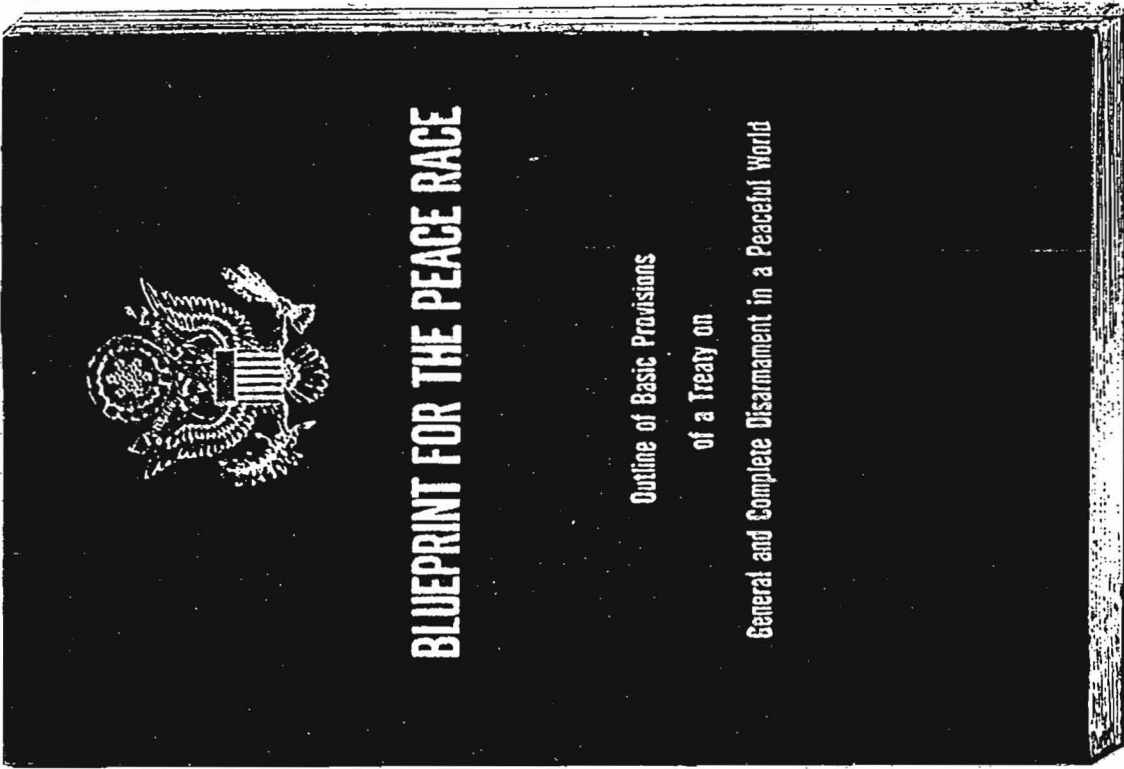 BLUEPRINT FOR THE PEACE RACE
Outline of Basic Provisions
of a Treaty on
General and Complete Disarmament in a Peaceful World